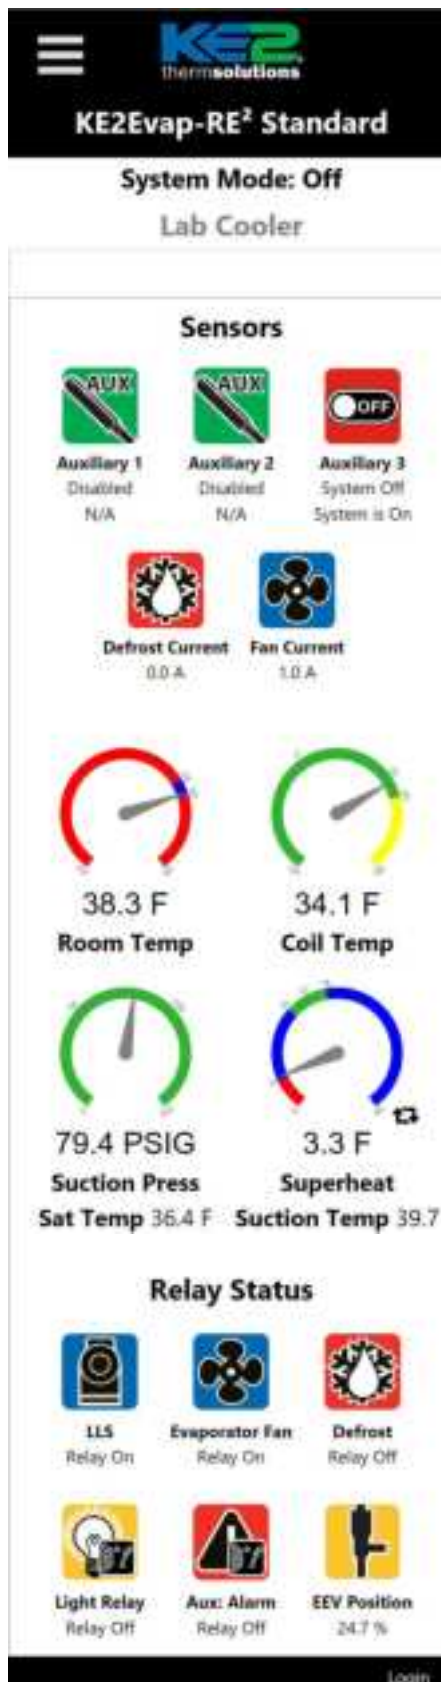 KE2
thermsolutions
KE2Evap-RE² Standard
System Mode: Off
Lab Cooler
Sensors
AUX AUX OFF
Auxiliary 1 Auxiliary 2 Auxiliary 3
Disabled Disabled System Off
N/A N/A System is On
Defrost Current Fan Current
0.0 A 1.0 A
38.3 F 34.1 F
Room Temp Coil Temp
79.4 PSIG 3.3 F
Suction Press Superheat
Sat Temp 36.4 F Suction Temp 39.7
Relay Status
LLS Evaporator Fan Defrost
Relay On Relay On Relay Off
Light Relay Aux: Alarm EEV Position
Relay Off Relay Off 24.7 %
Login